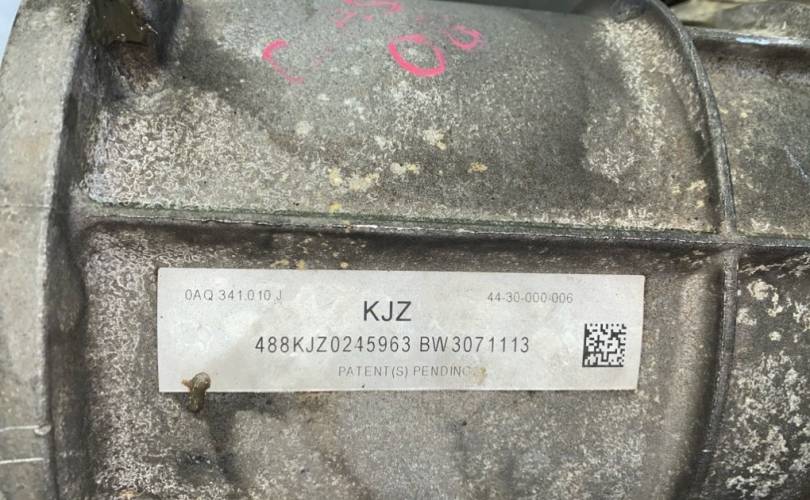 0AQ 341.010 J
KJZ
44-30-000-006
488KJZ0245963 BW3071113
PATENT(S) PENDING